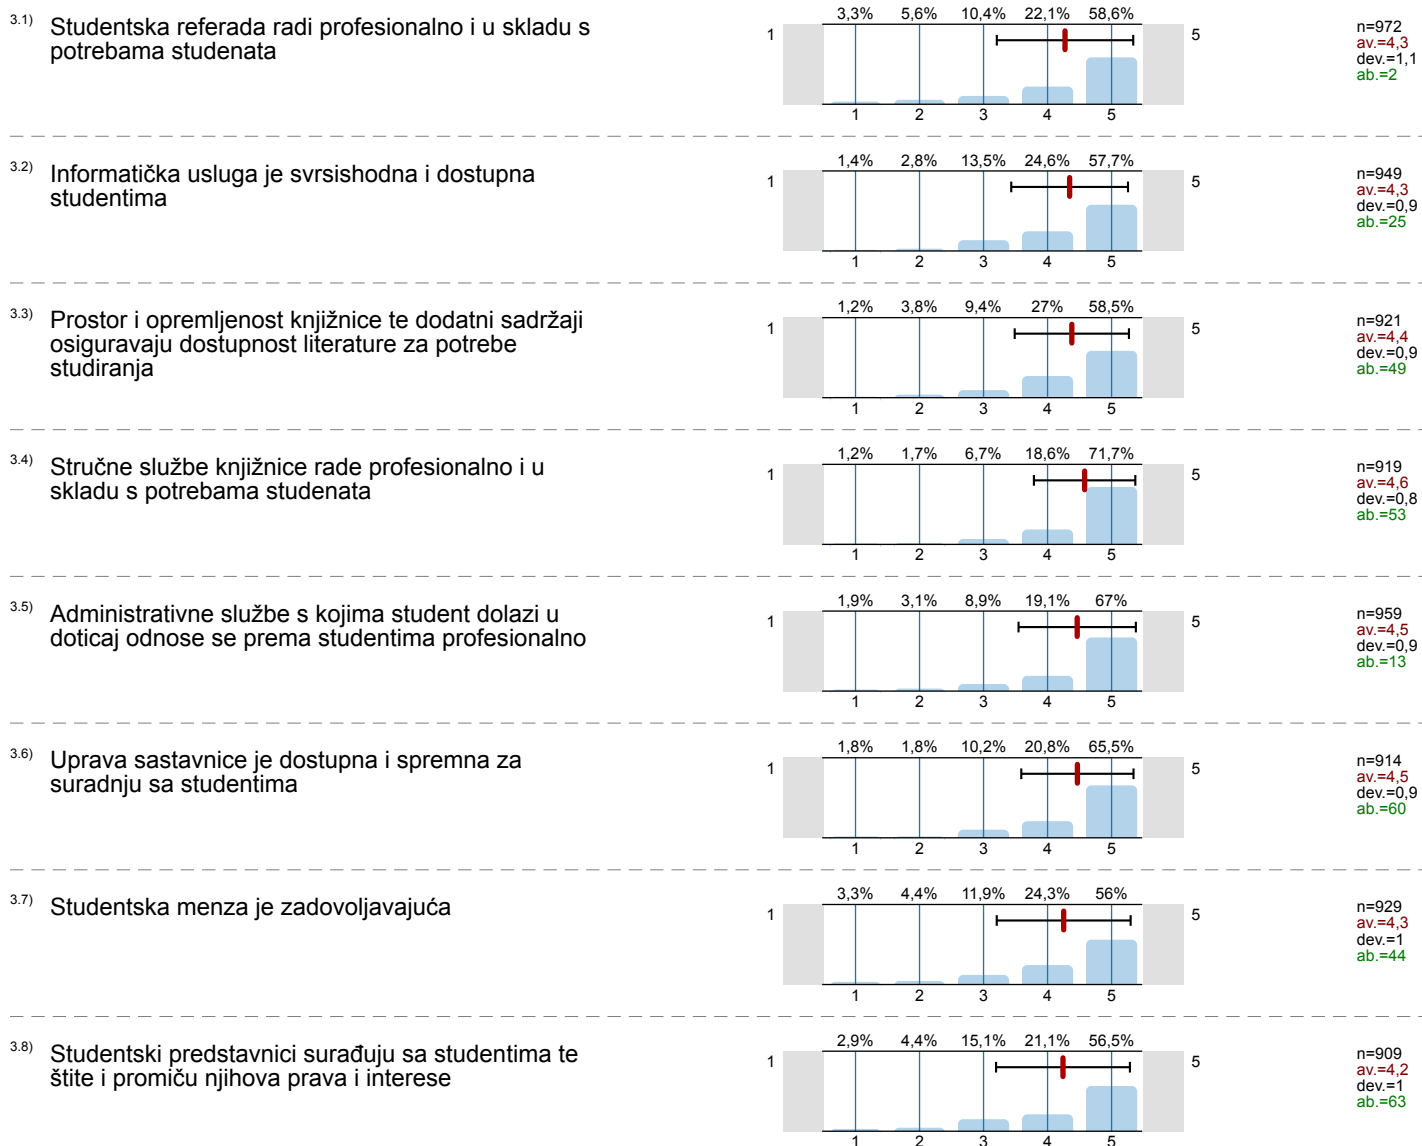 3.1) Studentska referada radi profesionalno i u skladu s
potrebama studenata
3,3% 5,6% 10,4% 22,1% 58,6%
1 5
1 2 3 4 5
n=972
av.=4,3
dev.=1,1
ab.=2
3.2) Informatička usluga je svrsishodna i dostupna
studentima
1,4% 2,8% 13,5% 24,6% 57,7%
1 5
1 2 3 4 5
n=949
av.=4,3
dev.=0,9
ab.=25
3.3) Prostor i opremljenost knjižnice te dodatni sadržaji
osiguravaju dostupnost literature za potrebe
studiranja
1,2% 3,8% 9,4% 27% 58,5%
1 5
1 2 3 4 5
n=921
av.=4,4
dev.=0,9
ab.=49
3.4) Stručne službe knjižnice rade profesionalno i u
skladu s potrebama studenata
1,2% 1,7% 6,7% 18,6% 71,7%
1 5
1 2 3 4 5
n=919
av.=4,6
dev.=0,8
ab.=53
3.5) Administrativne službe s kojima student dolazi u
doticaj odnose se prema studentima profesionalno
1,9% 3,1% 8,9% 19,1% 67%
1 5
1 2 3 4 5
n=959
av.=4,5
dev.=0,9
ab.=13
3.6) Uprava sastavnice je dostupna i spremna za
suradnju sa studentima
1,8% 1,8% 10,2% 20,8% 65,5%
1 5
1 2 3 4 5
n=914
av.=4,5
dev.=0,9
ab.=60
3.7) Studentska menza je zadovoljavajuća
3,3% 4,4% 11,9% 24,3% 56%
1 5
1 2 3 4 5
n=929
av.=4,3
dev.=1
ab.=44
3.8) Studentski predstavnici surađuju sa studentima te
štite i promiču njihova prava i interese
2,9% 4,4% 15,1% 21,1% 56,5%
1 5
1 2 3 4 5
n=909
av.=4,2
dev.=1
ab.=63